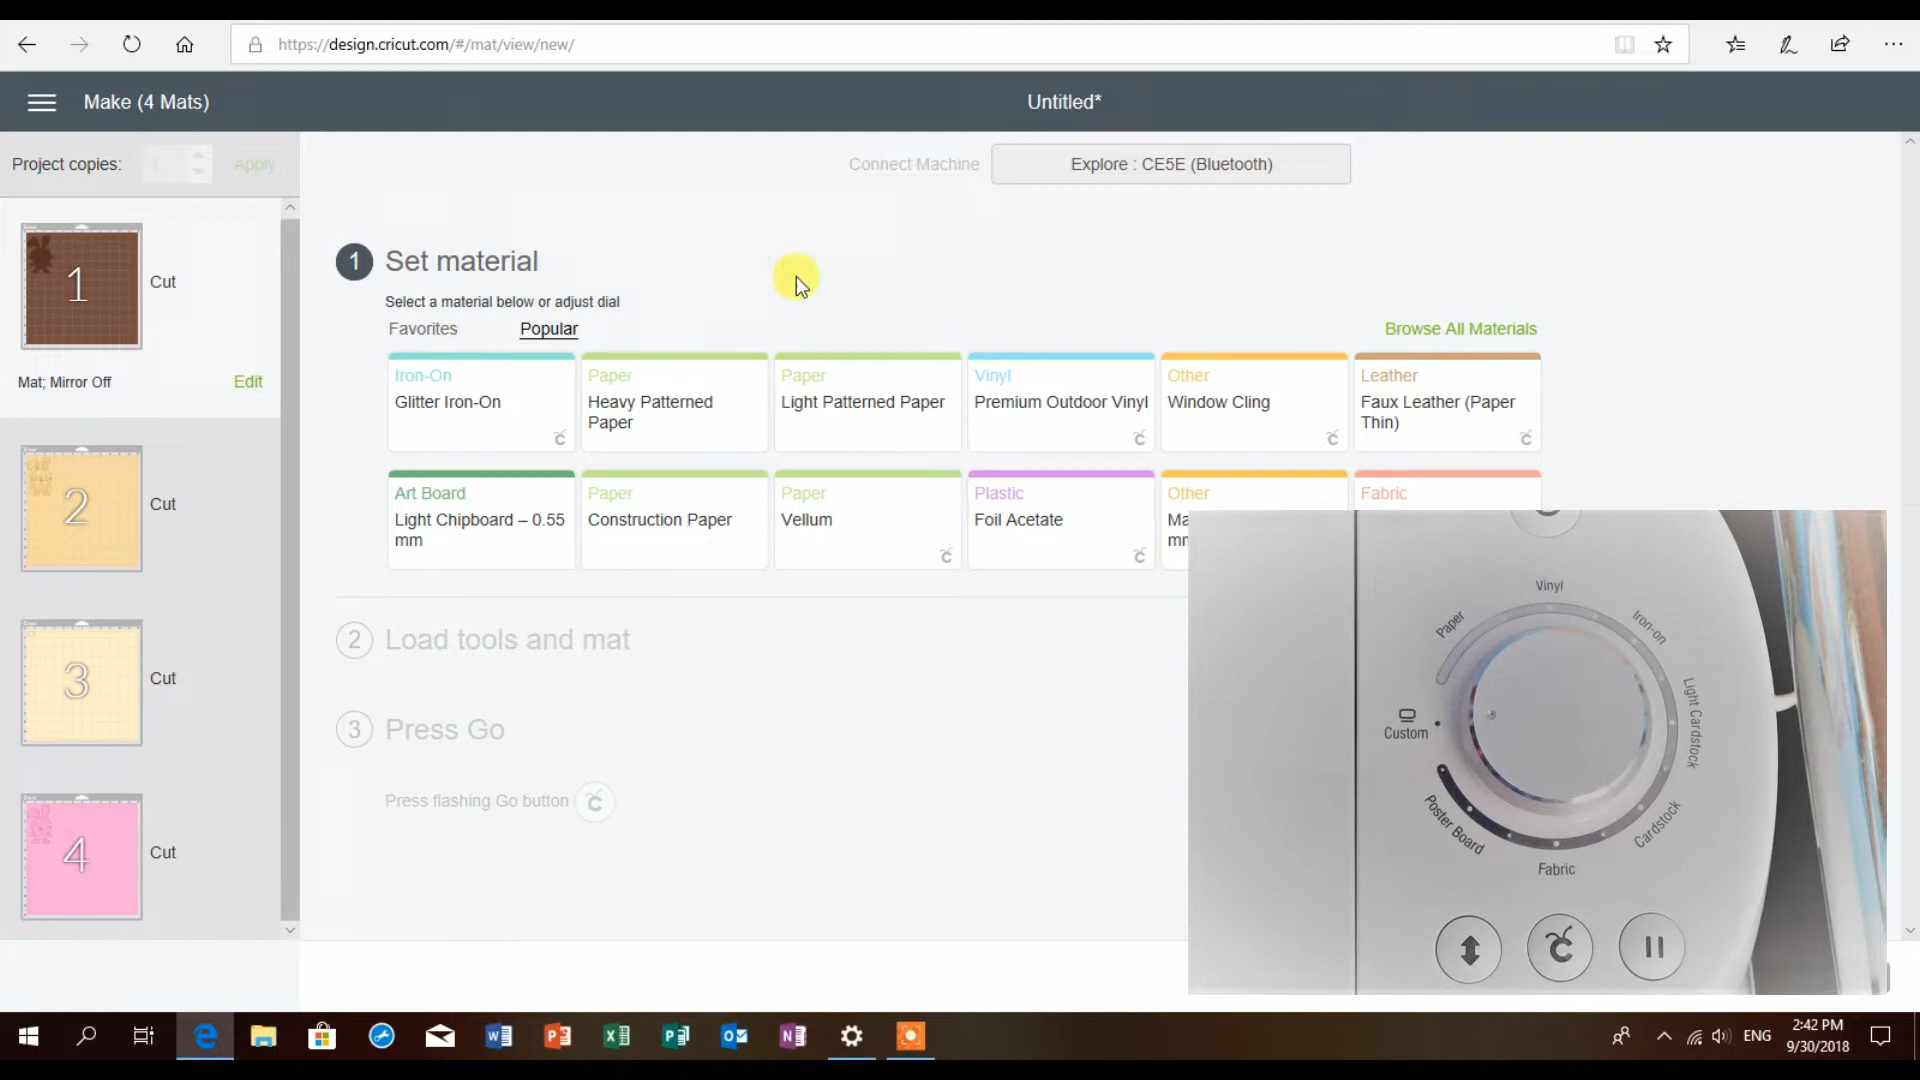 https://design.cricut.com/#/mat/view/new/
Make (4 Mats)
Untitled*
Project copies:
1
Apply
Connect Machine
Explore : CE5E (Bluetooth)
1
Cut
Mat; Mirror Off
Edit
2
Cut
3
Cut
4
Cut
1
Set material
Select a material below or adjust dial
Favorites
Popular
Browse All Materials
Iron-On
Glitter Iron-On
Paper
Heavy Patterned
Paper
Paper
Light Patterned Paper
Vinyl
Premium Outdoor Vinyl
Other
Window Cling
Leather
Faux Leather (Paper
Thin)
Art Board
Light Chipboard – 0.55
mm
Paper
Construction Paper
Paper
Vellum
Plastic
Foil Acetate
Other
Ma
mm
Fabric
2
Load tools and mat
3
Press Go
Press flashing Go button
Vinyl
Paper
Iron-on
Light Cardstock
Custom
Poster Board
Cardstock
Fabric
ENG
2:42 PM
9/30/2018